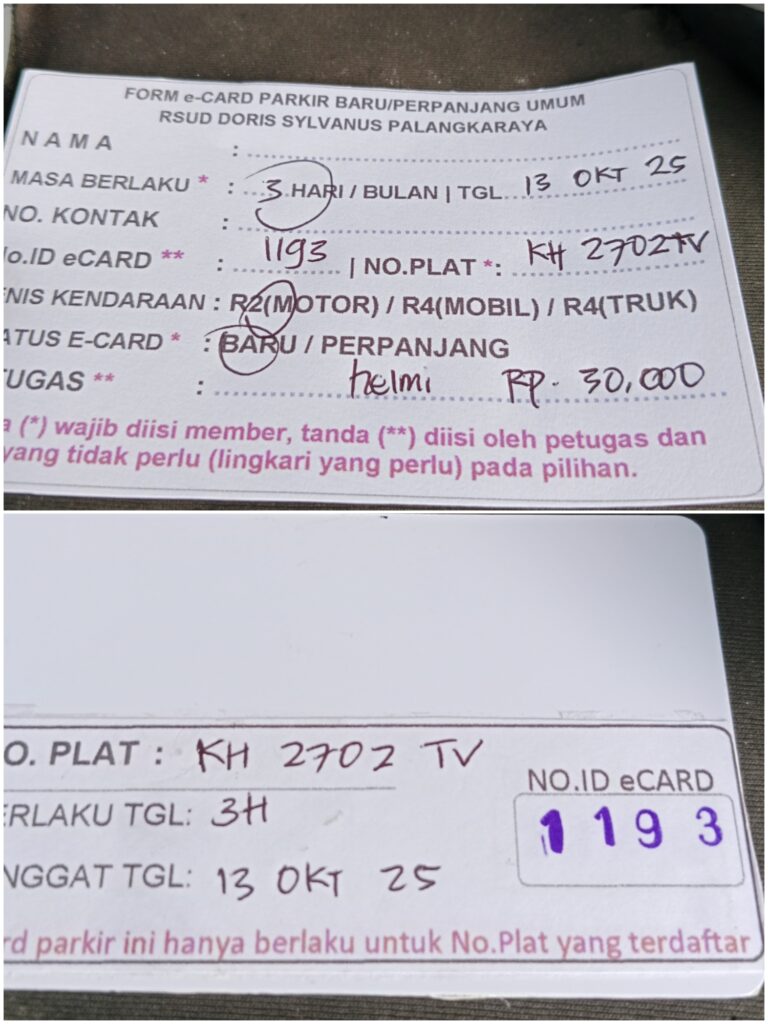 FORM e-CARD PARKIR BARU/PERPANJANG UMUM
RSUD DORIS SYLVANUS PALANGKARAYA
NAMA :
MASA BERLAKU * : 3 HARI / BULAN | TGL 13 OKT 25
NO. KONTAK :
No.ID eCARD ** : 1193 | NO.PLAT *: KH 2702TV
ENIS KENDARAAN : R2(MOTOR) / R4(MOBIL) / R4(TRUK)
ATUS E-CARD * : BARU / PERPANJANG
TUGAS ** : helmi Rp. 30,000
a (*) wajib diisi member, tanda (**) diisi oleh petugas dan
yang tidak perlu (lingkari yang perlu) pada pilihan.
O. PLAT : KH 2702 TV
ERLAKU TGL: 3H
NGGAT TGL: 13 OKT 25
NO.ID eCARD
1193
rd parkir ini hanya berlaku untuk No.Plat yang terdaftar